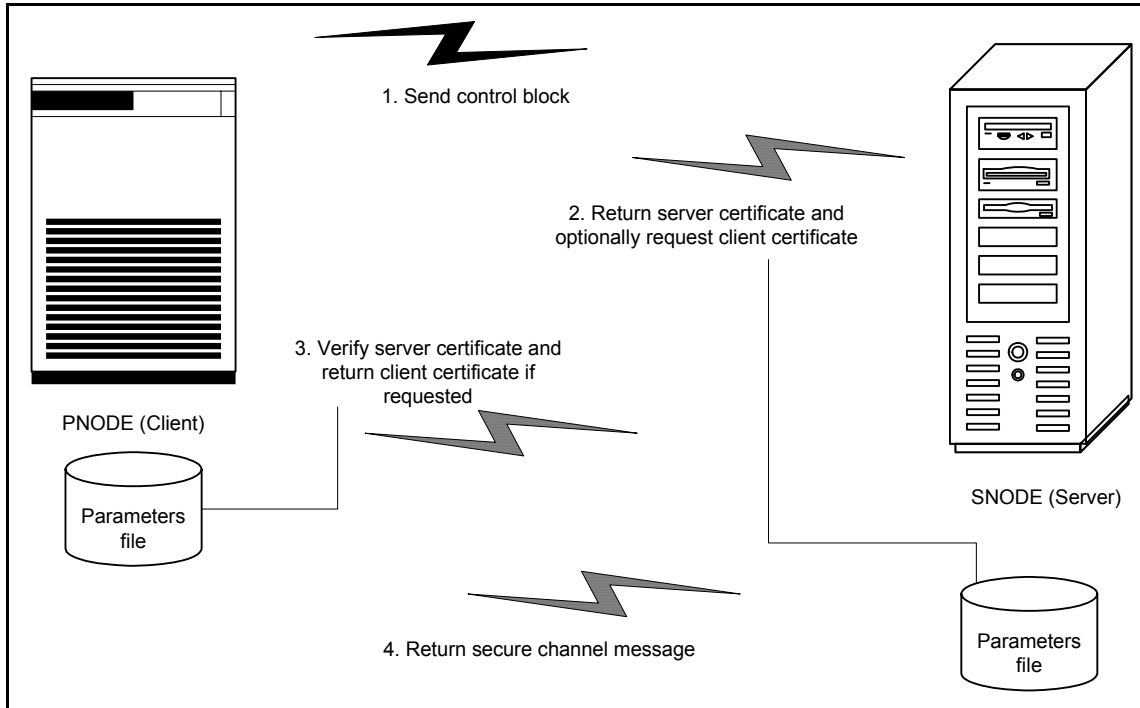 1. Send control block
2. Return server certificate and
optionally request client certificate
3. Verify server certificate and
return client certificate if
requested
PNODE (Client)
Parameters
file
SNODE (Server)
4. Return secure channel message
Parameters
file